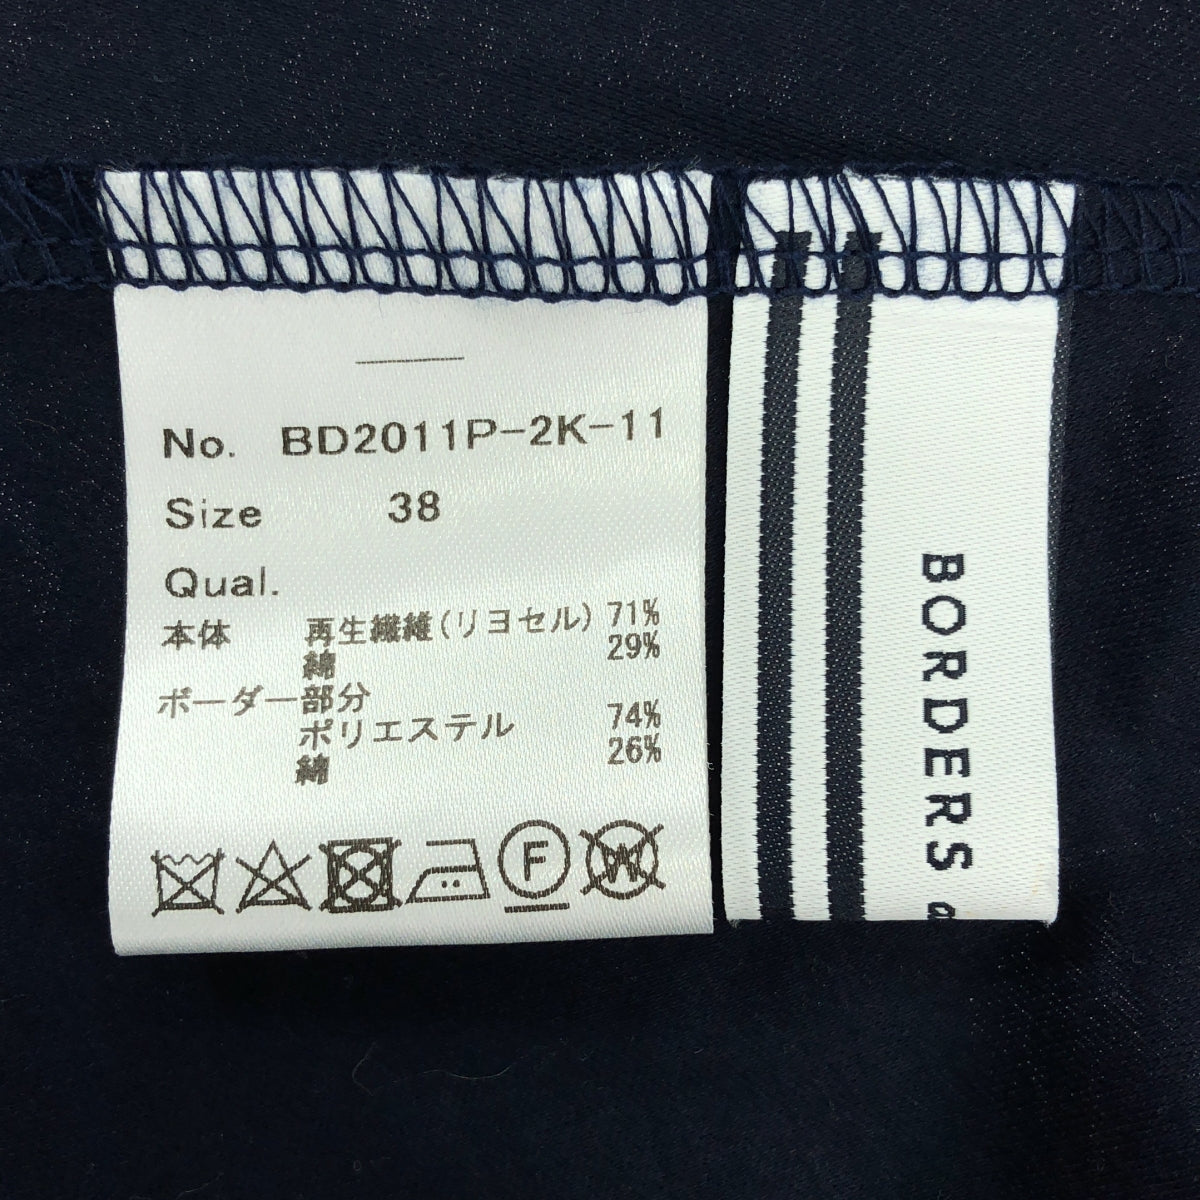 No. BD2011P-2K-11
Size 38
Qual.
本体 再生繊維(リヨセル) 71%
綿 29%
ボーダー部分
ポリエステル 74%
綿 26%
F
W
BORDERS a